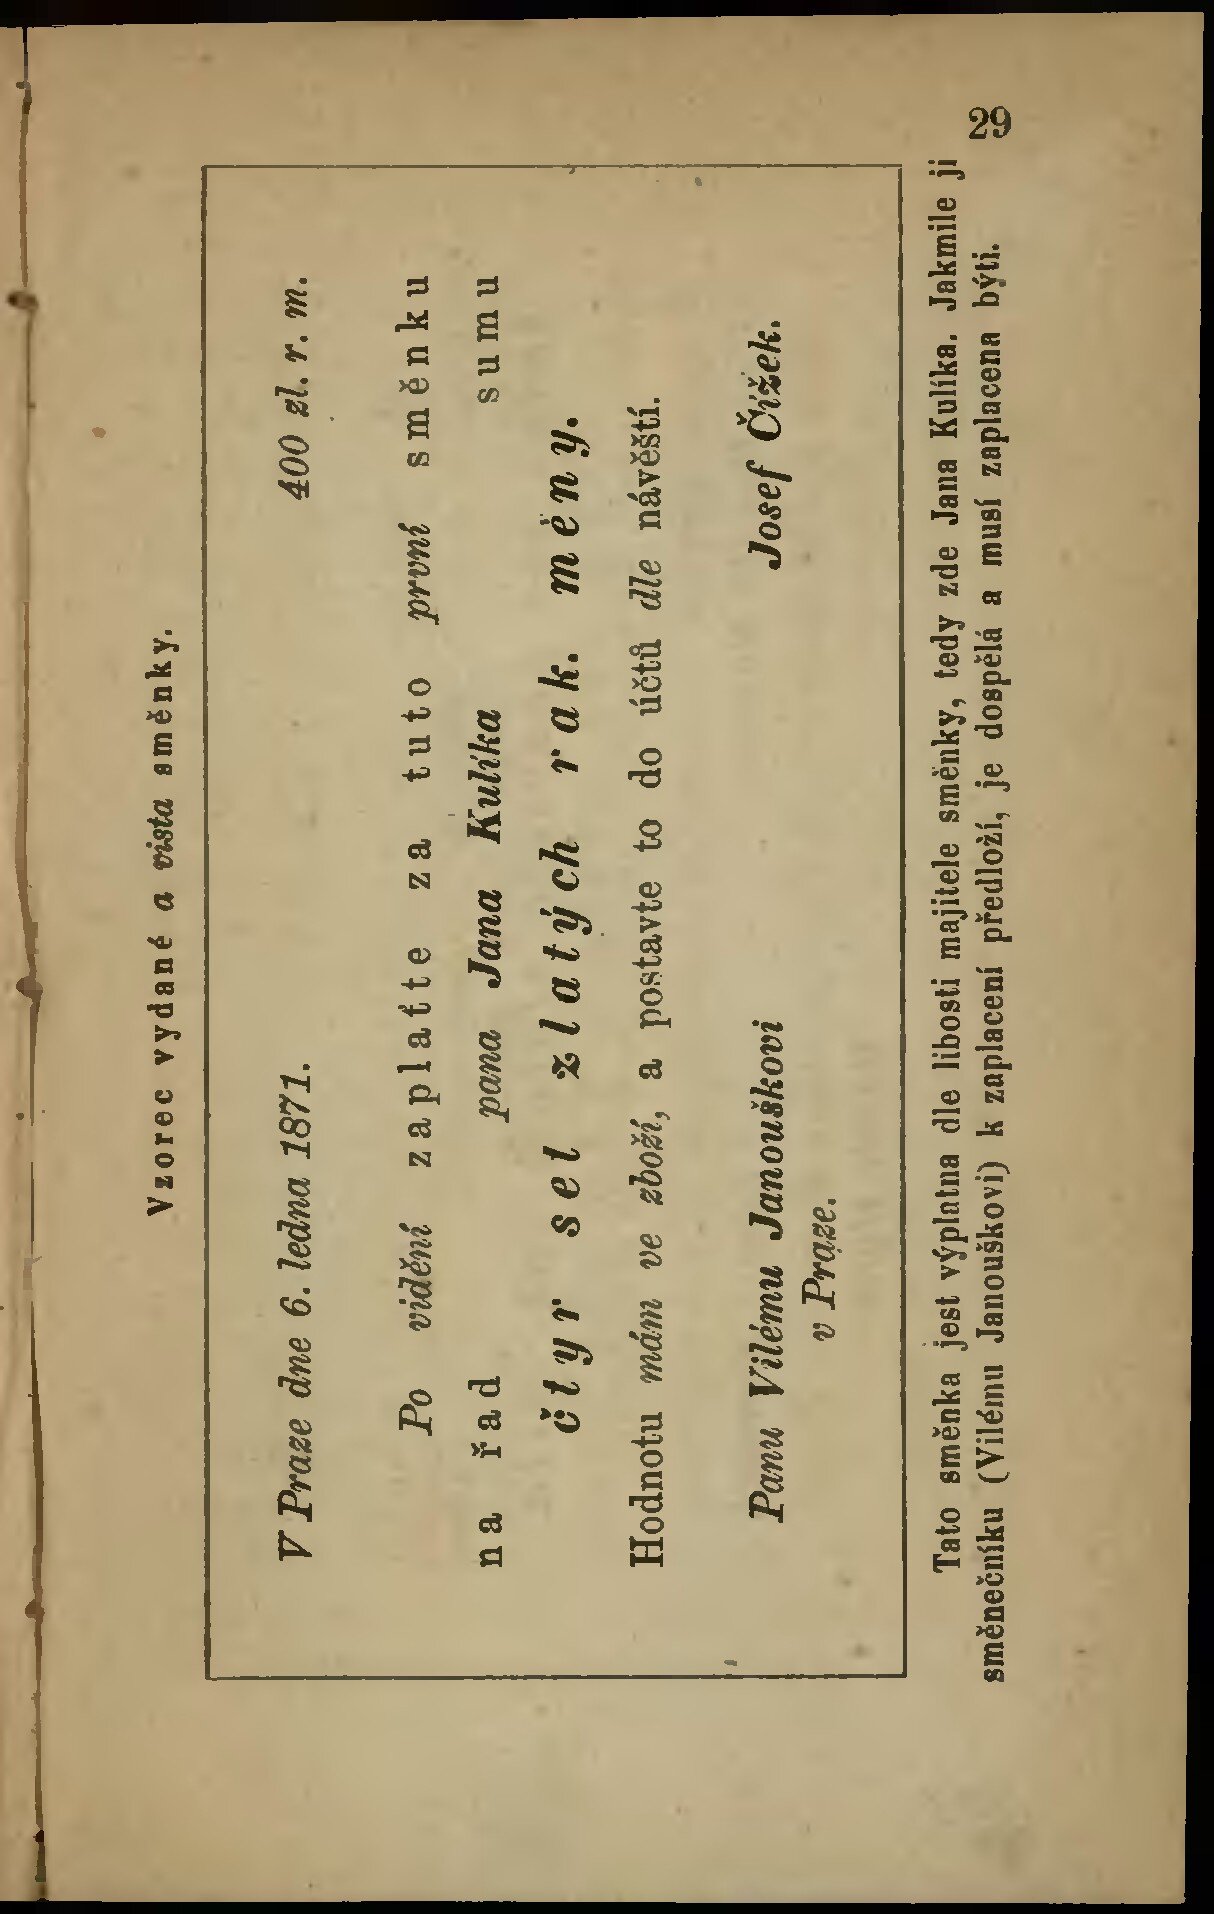 Vzorec vydané a vista směnky.
V Praze dne 6. ledna 1871. 400 zl. r. m.
Po vidění zaplaťte za tuto první směnku
na řad pana Jana Kulíka sumu
čtyr set zlatých rak. měny.
Hodnotu mám ve zboží, a postavte to do účtů dle návěští.
Panu Vilému Janouškovi Josef Čížek.
v Praze.
Tato směnka jest výplatna dle libosti majitele směnky, tedy zde Jana Kulíka. Jakmile ji
směnečníku (Vilému Janouškovi) k zaplacení předloží, je dospělá a musí zaplacena býti.
29